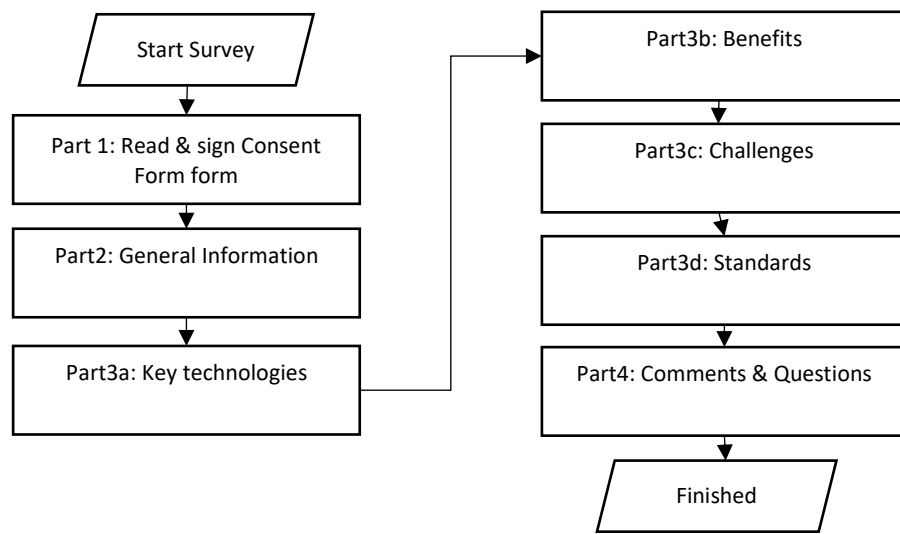 Start Survey
Part 1: Read & sign Consent
Form form
Part2: General Information
Part3a: Key technologies
Part3b: Benefits
Part3c: Challenges
Part3d: Standards
Part4: Comments & Questions
Finished